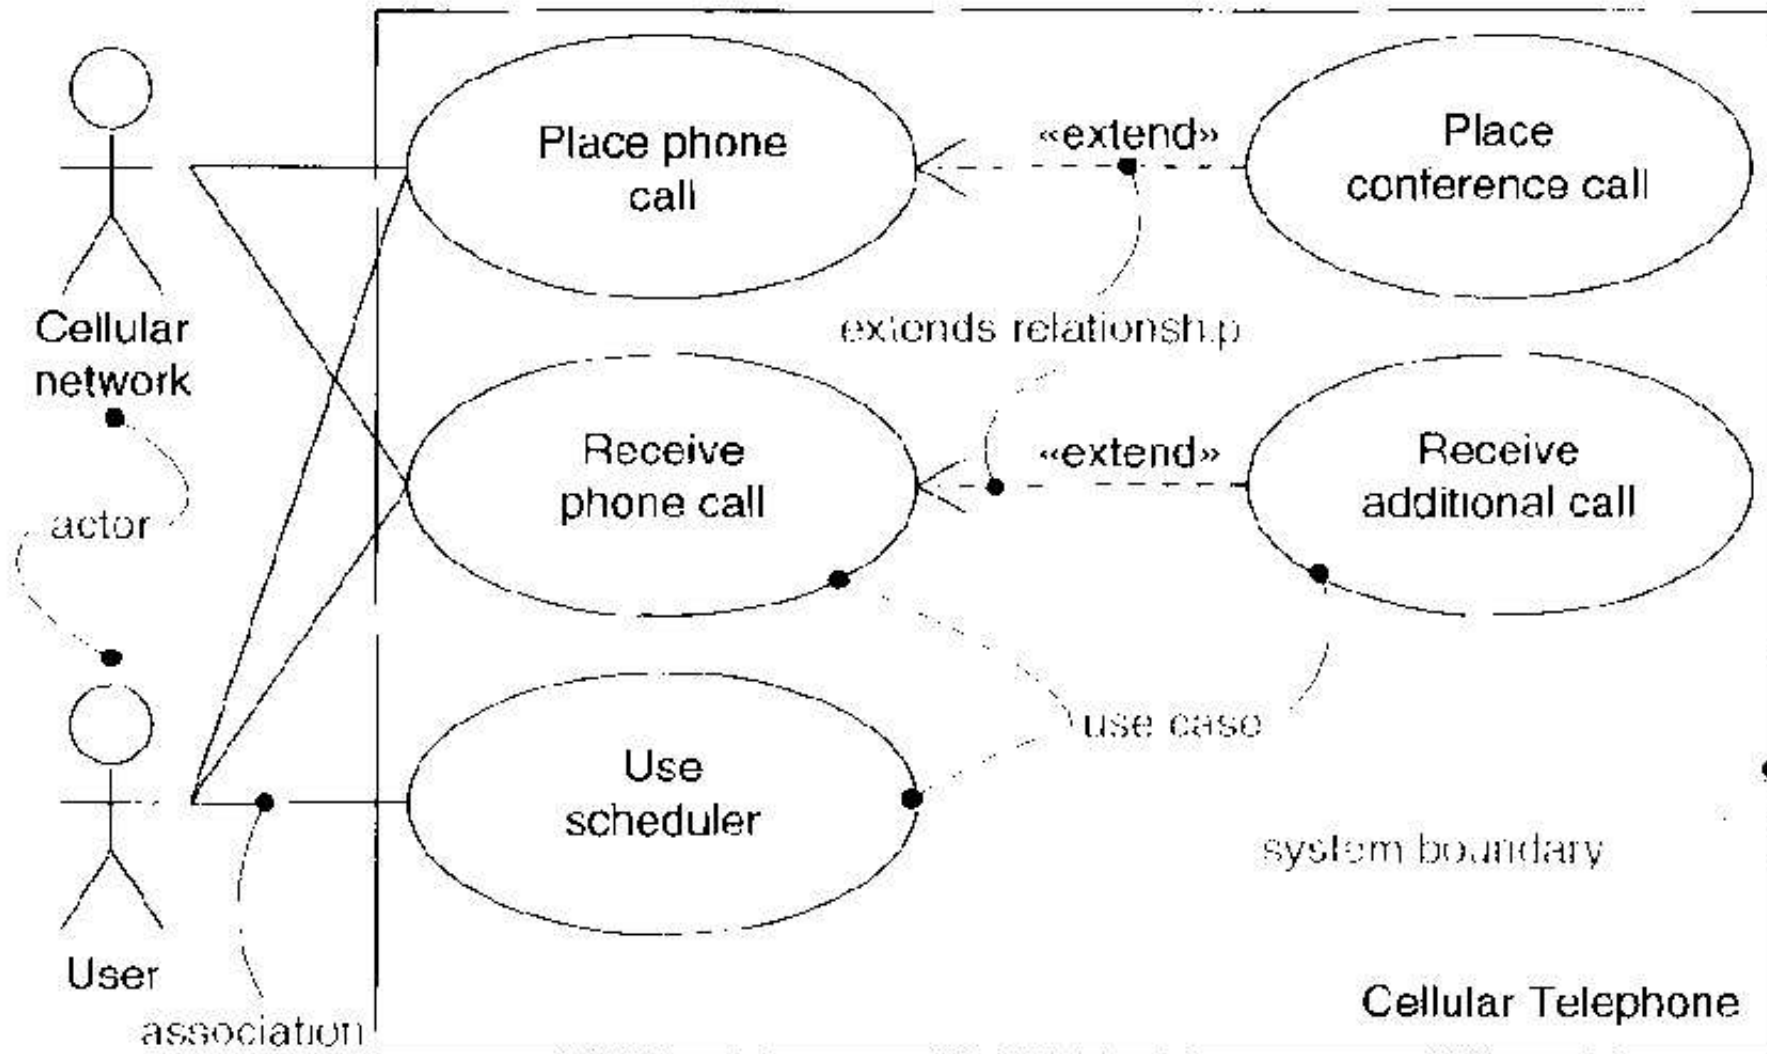 Place phone
call
«extend»
Place
conference call
Cellular
network
extends relationship
Receive
phone call
«extend»
Receive
additional call
actor
use case
Use
scheduler
system boundary
User
association
Cellular Telephone